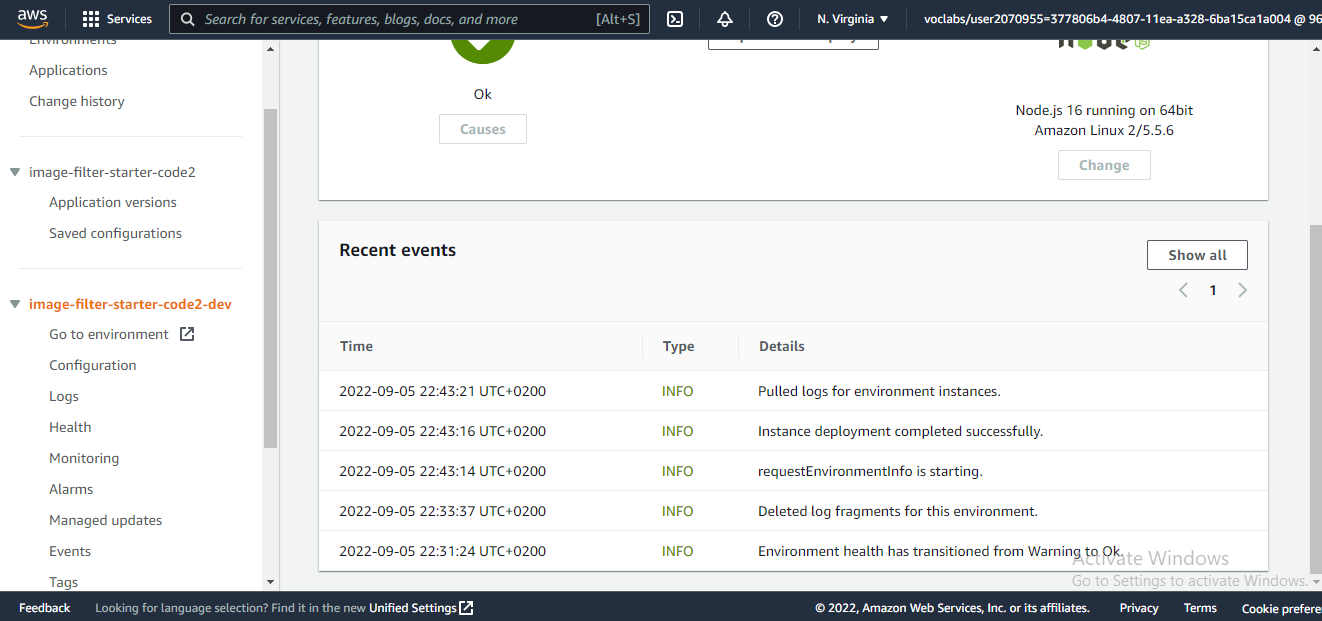 aws
Services
Search for services, features, blogs, docs, and more
[Alt+S]
N. Virginia
voclabs/user2070955=377806b4-4807-11ea-a328-6ba15ca1a004 @ 96
Environments
Applications
Change history
image-filter-starter-code2
Application versions
Saved configurations
image-filter-starter-code2-dev
Go to environment
Configuration
Logs
Health
Monitoring
Alarms
Managed updates
Events
Tags
Ok
Causes
Node.js 16 running on 64bit
Amazon Linux 2/5.5.6
Change
Recent events
Show all
1
Time Type Details
2022-09-05 22:43:21 UTC+0200 INFO Pulled logs for environment instances.
2022-09-05 22:43:16 UTC+0200 INFO Instance deployment completed successfully.
2022-09-05 22:43:14 UTC+0200 INFO requestEnvironmentInfo is starting.
2022-09-05 22:33:37 UTC+0200 INFO Deleted log fragments for this environment.
2022-09-05 22:31:24 UTC+0200 INFO Environment health has transitioned from Warning to Ok.
Activate Windows
Go to Settings to activate Windows.
Feedback
Looking for language selection? Find it in the new Unified Settings
© 2022, Amazon Web Services, Inc. or its affiliates.
Privacy
Terms
Cookie prefere